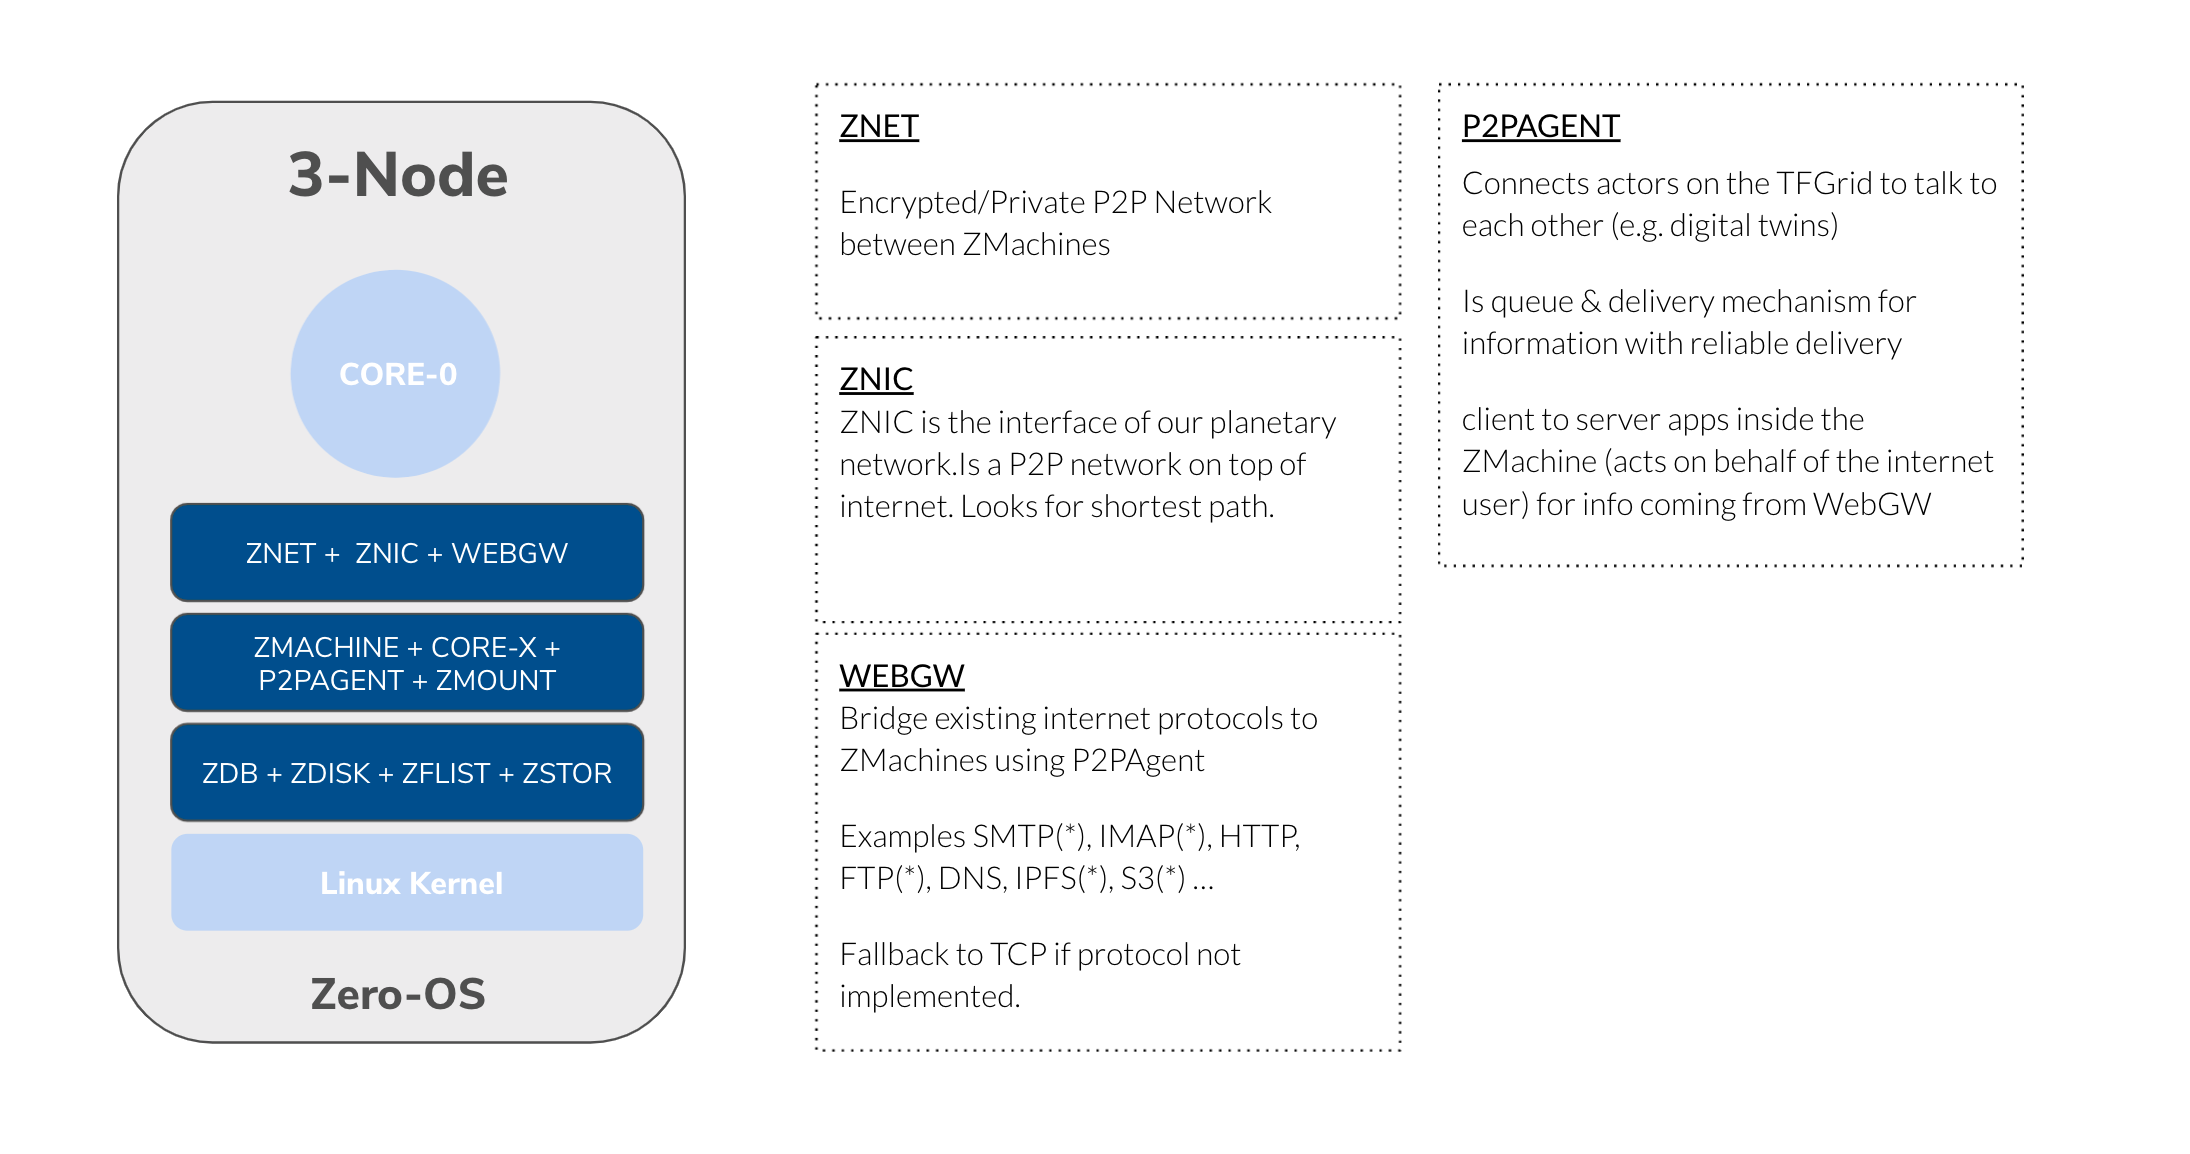 3-Node
CORE-0
ZNET + ZNIC + WEBGW
ZMACHINE + CORE-X +
P2PAGENT + ZMOUNT
ZDB + ZDISK + ZFLIST + ZSTOR
Linux Kernel
Zero-OS
ZNET
Encrypted/Private P2P Network
between ZMachines
ZNIC
ZNIC is the interface of our planetary
network.Is a P2P network on top of
internet. Looks for shortest path.
WEBGW
Bridge existing internet protocols to
ZMachines using P2PAgent
Examples SMTP(*), IMAP(*), HTTP,
FTP(*), DNS, IPFS(*), S3(*) ...
Fallback to TCP if protocol not
implemented.
P2PAGENT
Connects actors on the TFGrid to talk to
each other (e.g. digital twins)
Is queue & delivery mechanism for
information with reliable delivery
client to server apps inside the
ZMachine (acts on behalf of the internet
user) for info coming from WebGW